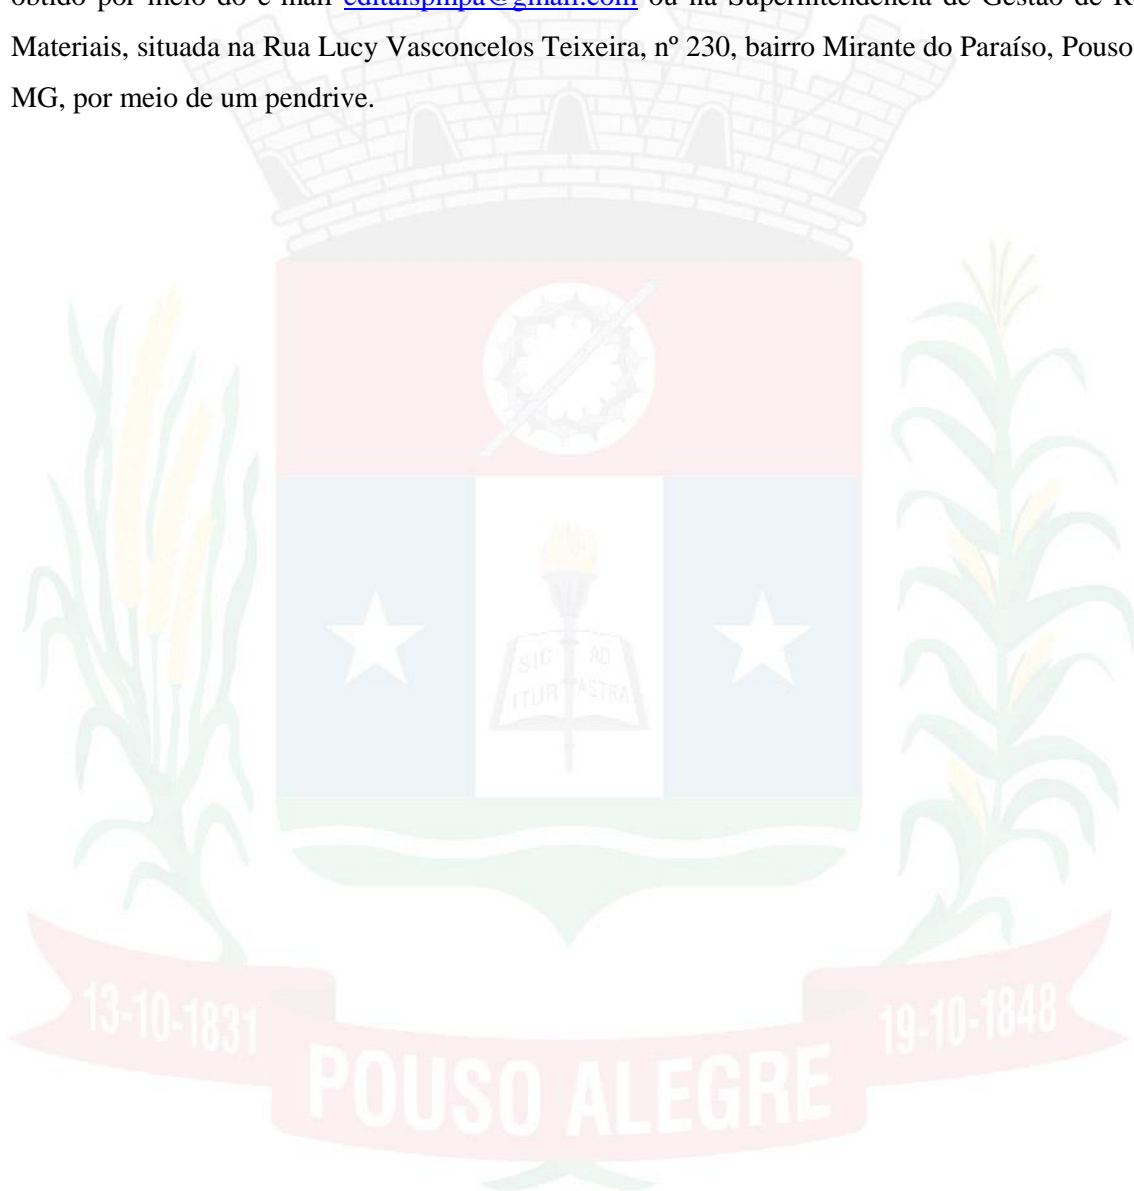 obtido por meio do e-mail editaispmpa@gmail.com ou na Superintendência de Gestão de R
Materiais, situada na Rua Lucy Vasconcelos Teixeira, nº 230, bairro Mirante do Paraíso, Pouso
MG, por meio de um pendrive.
SIC AD
ITUR ASTRA
13-10-1831
19-10-1848
POUSO ALEGRE